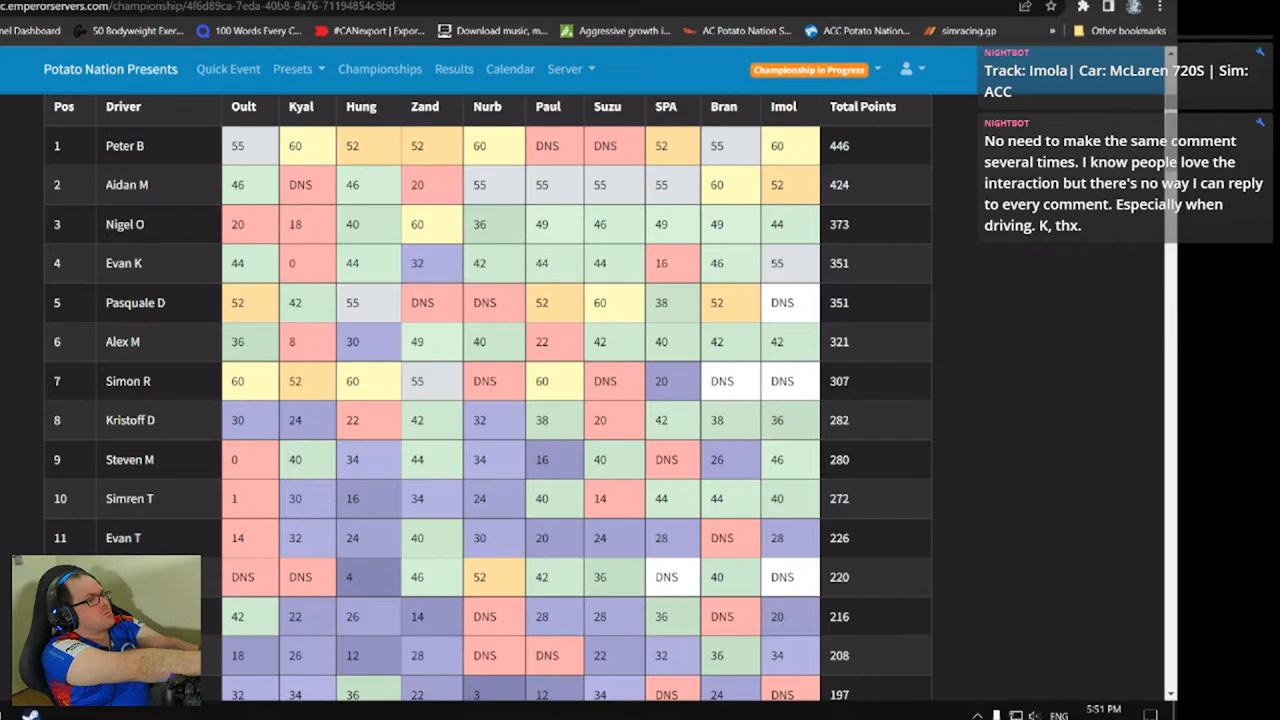 c.emperorservers.com/championship/4f6d89ca-7eda-40b8-8a76-71194854c9bd
nel Dashboard 50 Bodyweight Exer... 100 Words Every C... #CANexport | Expor... Download music, m... Aggressive growth i... AC Potato Nation S... ACC Potato Nation... simracing.gp » Other bookmarks
Potato Nation Presents Quick Event Presets Championships Results Calendar Server Championship in Progress
Pos Driver Oult Kyal Hung Zand Nurb Paul Suzu SPA Bran Imol Total Points
1 Peter B 55 60 52 52 60 DNS DNS 52 55 60 446
2 Aidan M 46 DNS 46 20 55 55 55 55 60 52 424
3 Nigel O 20 18 40 60 36 49 46 49 49 44 373
4 Evan K 44 0 44 32 42 44 44 16 46 55 351
5 Pasquale D 52 42 55 DNS DNS 52 60 38 52 DNS 351
6 Alex M 36 8 30 49 40 22 42 40 42 42 321
7 Simon R 60 52 60 55 DNS 60 DNS 20 DNS DNS 307
8 Kristoff D 30 24 22 42 32 38 20 42 38 36 282
9 Steven M 0 40 34 44 34 16 40 DNS 26 46 280
10 Simren T 1 30 16 34 24 40 14 44 44 40 272
11 Evan T 14 32 24 40 30 20 24 28 DNS 28 226
DNS DNS 4 46 52 42 36 DNS 40 DNS 220
42 22 26 14 DNS 28 28 36 DNS 20 216
18 26 12 28 DNS DNS 22 32 36 34 208
32 34 36 22 3 12 34 DNS 24 DNS 197
NIGHTBOT
Track: Imola| Car: McLaren 720S | Sim:
ACC
NIGHTBOT
No need to make the same comment
several times. I know people love the
interaction but there's no way I can reply
to every comment. Especially when
driving. K, thx.
ENG 5:51 PM